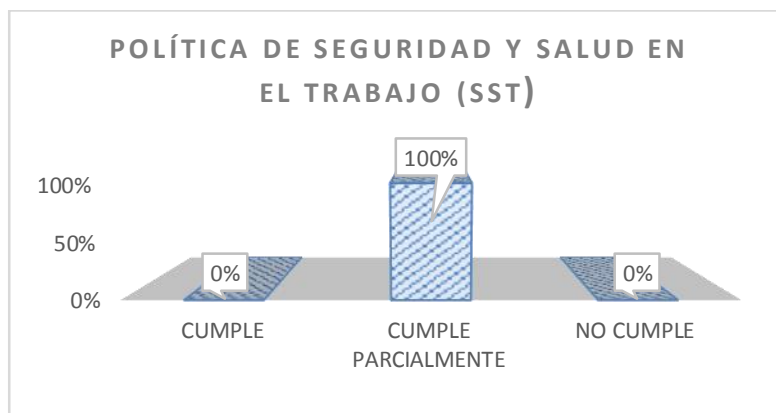 POLÍTICA DE SEGURIDAD Y SALUD EN
EL TRABAJO (SST)
100%
100%
50%
0%
0%
0%
CUMPLE
CUMPLE
PARCIALMENTE
NO CUMPLE